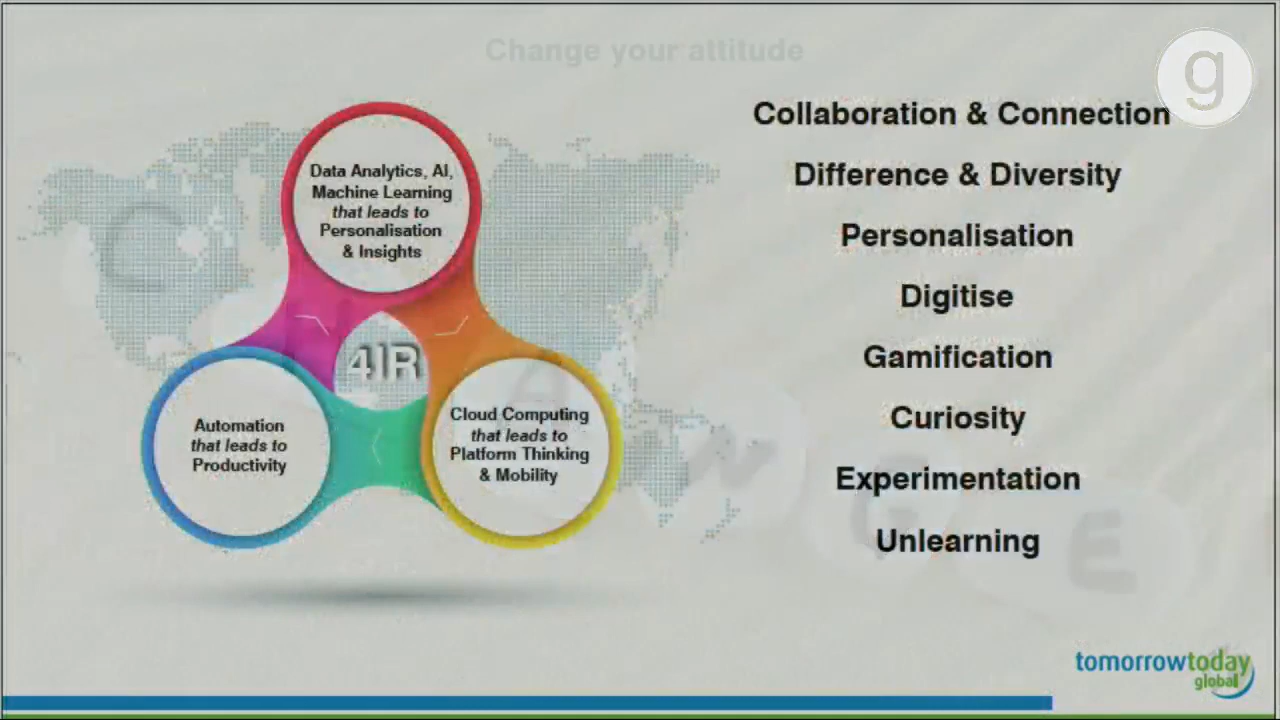 Change your attitude
g
Collaboration & Connection
Difference & Diversity
Personalisation
Digitise
Gamification
Curiosity
Experimentation
Unlearning
Data Analytics, AI,
Machine Learning
that leads to
Personalisation
& Insights
4IR
Automation
that leads to
Productivity
Cloud Computing
that leads to
Platform Thinking
& Mobility
C
A
N
G
E
tomorrowtoday
global